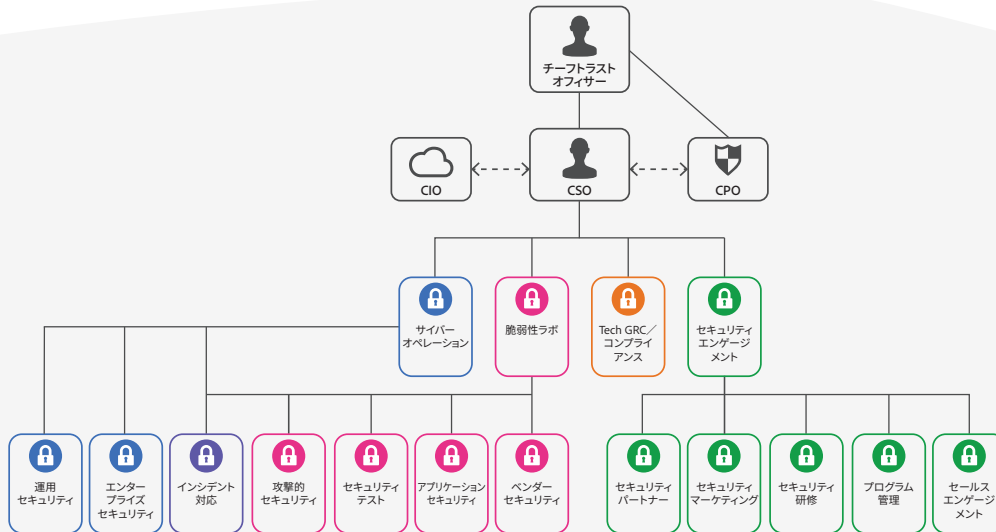 チーフトラスト
オフィサー
CIO
CSO
CPO
サイバー
オペレーション
脆弱性ラボ
Tech GRC／
コンプライ
アンス
セキュリティ
エンゲージ
メント
運用
セキュリティ
エンター
プライズ
セキュリティ
インシデント
対応
攻撃的
セキュリティ
セキュリティ
テスト
アプリケーション
セキュリティ
ベンダー
セキュリティ
セキュリティ
パートナー
セキュリティ
マーケティング
セキュリティ
研修
プログラム
管理
セールス
エンゲージ
メント